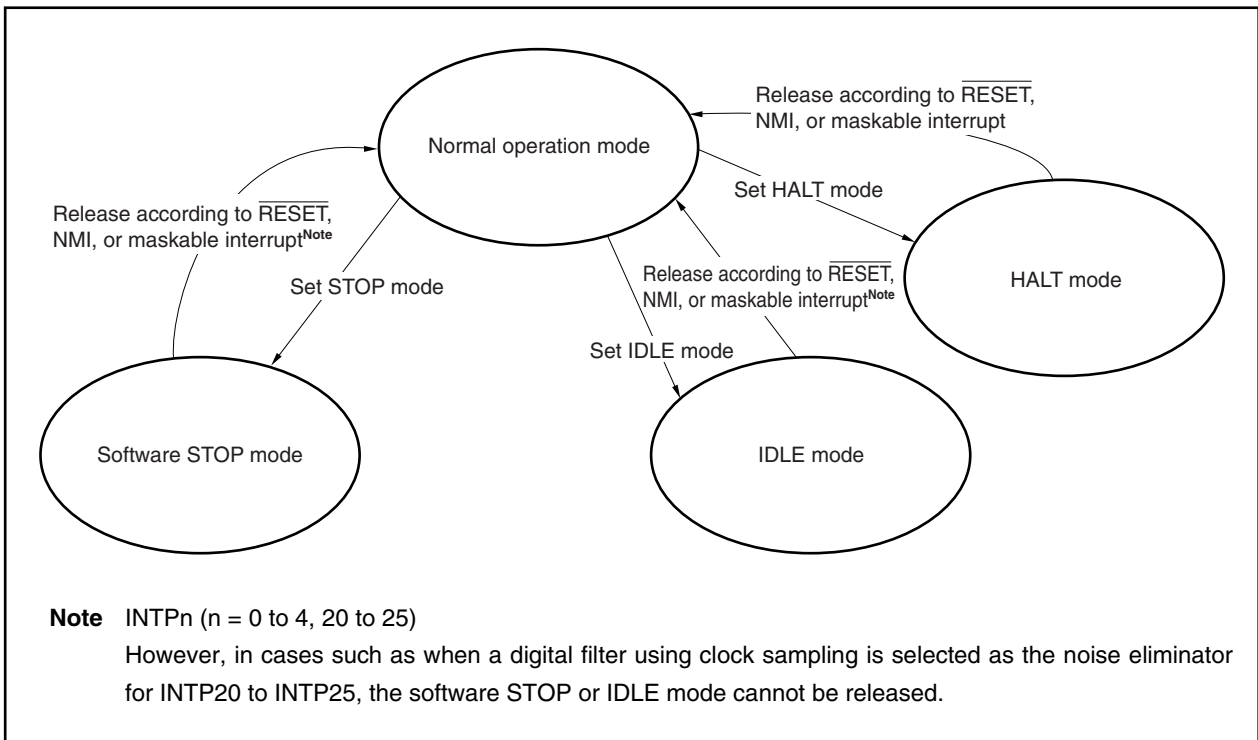 Normal operation mode
Release according to RESET,
NMI, or maskable interrupt
Set HALT mode
HALT mode
Release according to RESET,
NMI, or maskable interruptNote
Set STOP mode
Release according to RESET,
NMI, or maskable interruptNote
Set IDLE mode
Software STOP mode
IDLE mode
Note INTPn (n = 0 to 4, 20 to 25)
However, in cases such as when a digital filter using clock sampling is selected as the noise eliminator
for INTP20 to INTP25, the software STOP or IDLE mode cannot be released.